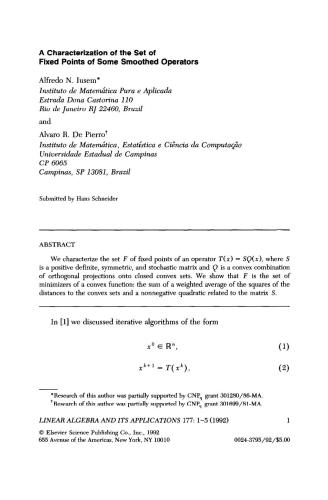 A Characterization of the Set of
Fixed Points of Some Smoothed Operators
Alfredo N. Iusem*
Instituto de Matemática Pura e Aplicada
Estrada Dona Castorina 110
Rio de Janeiro RJ 22460, Brazil
and
Alvaro R. De Pierro†
Instituto de Matemática, Estatística e Ciência da Computação
Universidade Estadual de Campinas
CP 6065
Campinas, SP 13081, Brazil
Submitted by Hans Schneider
ABSTRACT
We characterize the set F of fixed points of an operator T(x) = SQ(x), where S
is a positive definite, symmetric, and stochastic matrix and Q is a convex combination
of orthogonal projections onto closed convex sets. We show that F is the set of
minimizers of a convex function: the sum of a weighted average of the squares of the
distances to the convex sets and a nonnegative quadratic related to the matrix S.
In [1] we discussed iterative algorithms of the form
x⁰ ∈ ℝⁿ, (1)
xᵏ⁺¹ = T(xᵏ), (2)
*Research of this author was partially supported by CNPq grant 301280/86-MA.
†Research of this author was partially supported by CNPq grant 301699/81-MA.
LINEAR ALGEBRA AND ITS APPLICATIONS 177: 1–5 (1992) 1
© Elsevier Science Publishing Co., Inc., 1992
655 Avenue of the Americas, New York, NY 10010 0024-3795/92/$5.00